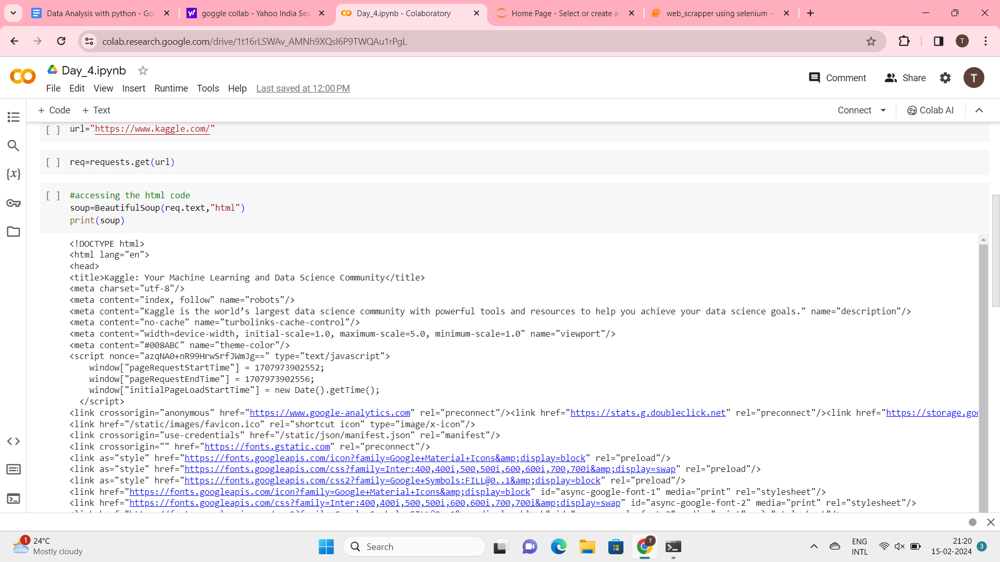 Data Analysis with python - Goo
goggle collab - Yahoo India Sea
Day_4.ipynb - Colaboratory
Home Page - Select or create a
web_scrapper using selenium -
colab.research.google.com/drive/1t16rLSWAv_AMNh9XQsI6P9TWQAu1rPgL
T
Day_4.ipynb
Comment
Share
T
File Edit View Insert Runtime Tools Help Last saved at 12:00 PM
+ Code + Text
Connect
Colab AI
[ ] url="https://www.kaggle.com/"
[ ] req=requests.get(url)
[ ] #accessing the html code
soup=BeautifulSoup(req.text,"html")
print(soup)
<!DOCTYPE html>
<html lang="en">
<head>
<title>Kaggle: Your Machine Learning and Data Science Community</title>
<meta charset="utf-8"/>
<meta content="index, follow" name="robots"/>
<meta content="Kaggle is the world’s largest data science community with powerful tools and resources to help you achieve your data science goals." name="description"/>
<meta content="no-cache" name="turbolinks-cache-control"/>
<meta content="width=device-width, initial-scale=1.0, maximum-scale=5.0, minimum-scale=1.0" name="viewport"/>
<meta content="#008ABC" name="theme-color"/>
<script nonce="azqNA0+nR99HrwSrfJWmJg==" type="text/javascript">
window["pageRequestStartTime"] = 1707973902552;
window["pageRequestEndTime"] = 1707973902556;
window["initialPageLoadStartTime"] = new Date().getTime();
</script>
<link crossorigin="anonymous" href="https://www.google-analytics.com" rel="preconnect"/><link href="https://stats.g.doubleclick.net" rel="preconnect"/><link href="https://storage.goo
<link href="/static/images/favicon.ico" rel="shortcut icon" type="image/x-icon"/>
<link crossorigin="use-credentials" href="/static/json/manifest.json" rel="manifest"/>
<link crossorigin="" href="https://fonts.gstatic.com" rel="preconnect"/>
<link as="style" href="https://fonts.googleapis.com/icon?family=Google+Material+Icons&amp;display=block" rel="preload"/>
<link as="style" href="https://fonts.googleapis.com/css?family=Inter:400,400i,500,500i,600,600i,700,700i&amp;display=swap" rel="preload"/>
<link as="style" href="https://fonts.googleapis.com/css2?family=Google+Symbols:FILL@0..1&amp;display=block" rel="preload"/>
<link href="https://fonts.googleapis.com/icon?family=Google+Material+Icons&amp;display=block" id="async-google-font-1" media="print" rel="stylesheet"/>
<link href="https://fonts.googleapis.com/css?family=Inter:400,400i,500,500i,600,600i,700,700i&amp;display=swap" id="async-google-font-2" media="print" rel="stylesheet"/>
1
24°C
Mostly cloudy
Search
T
ENG
INTL
21:20
15-02-2024
3